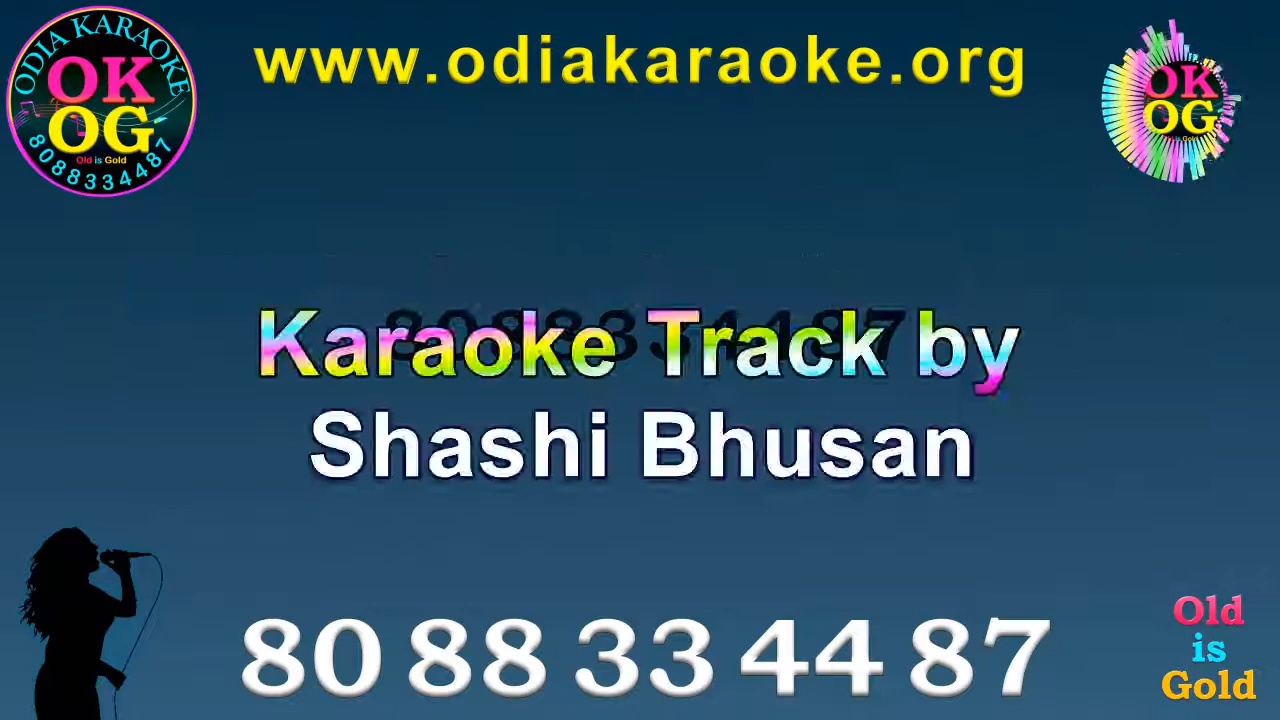 ODIA KARAOKE
OK
OG
Old is Gold
8088334487
www.odiakaraoke.org
OK
OG
8088334487
Karaoke Track by
Shashi Bhusan
80 88 33 44 87
Old
is
Gold